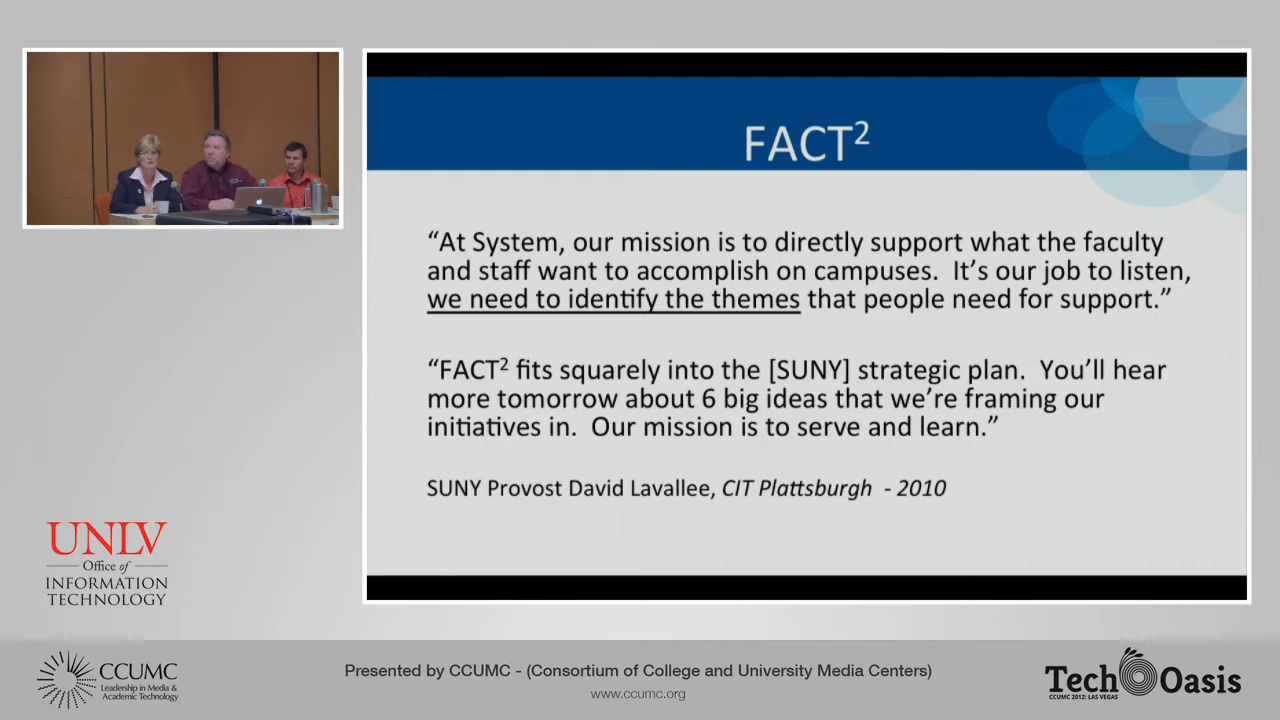 FACT²
“At System, our mission is to directly support what the faculty
and staff want to accomplish on campuses.  It’s our job to listen,
we need to identify the themes that people need for support.”
“FACT² fits squarely into the [SUNY] strategic plan.  You’ll hear
more tomorrow about 6 big ideas that we’re framing our
initiatives in.  Our mission is to serve and learn.”
SUNY Provost David Lavallee, CIT Plattsburgh  - 2010
UNLV
Office of
INFORMATION
TECHNOLOGY
CCUMC
Leadership in Media &
Academic Technology
Presented by CCUMC - (Consortium of College and University Media Centers)
www.ccumc.org
Tech Oasis
CCUMC 2012: LAS VEGAS